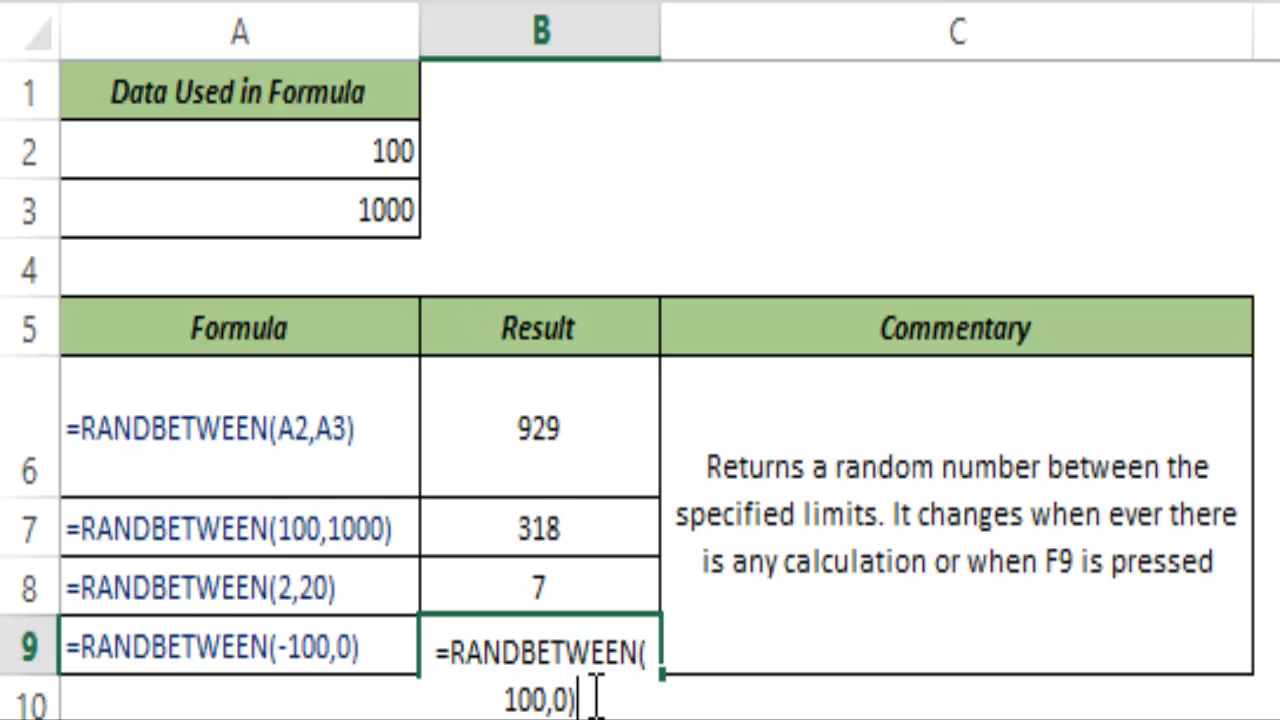 A B C
1 Data Used in Formula
2 100
3 1000
4
5 Formula Result Commentary
=RANDBETWEEN(A2,A3) 929
6
Returns a random number between the
specified limits. It changes when ever there
is any calculation or when F9 is pressed
7 =RANDBETWEEN(100,1000) 318
8 =RANDBETWEEN(2,20) 7
9 =RANDBETWEEN(-100,0) =RANDBETWEEN(
10 100,0)